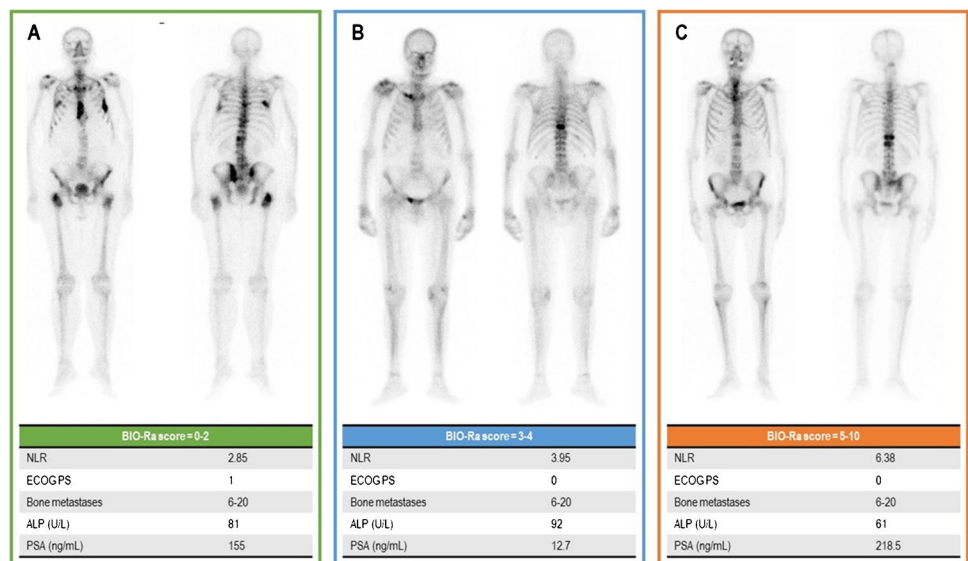 A
B
C
BIO-Ra score = 0-2
NLR 2.85
ECOG PS 1
Bone metastases 6-20
ALP (U/L) 81
PSA (ng/mL) 155
BIO-Ra score = 3-4
NLR 3.95
ECOG PS 0
Bone metastases 6-20
ALP (U/L) 92
PSA (ng/mL) 12.7
BIO-Ra score = 5-10
NLR 6.38
ECOG PS 0
Bone metastases 6-20
ALP (U/L) 61
PSA (ng/mL) 218.5